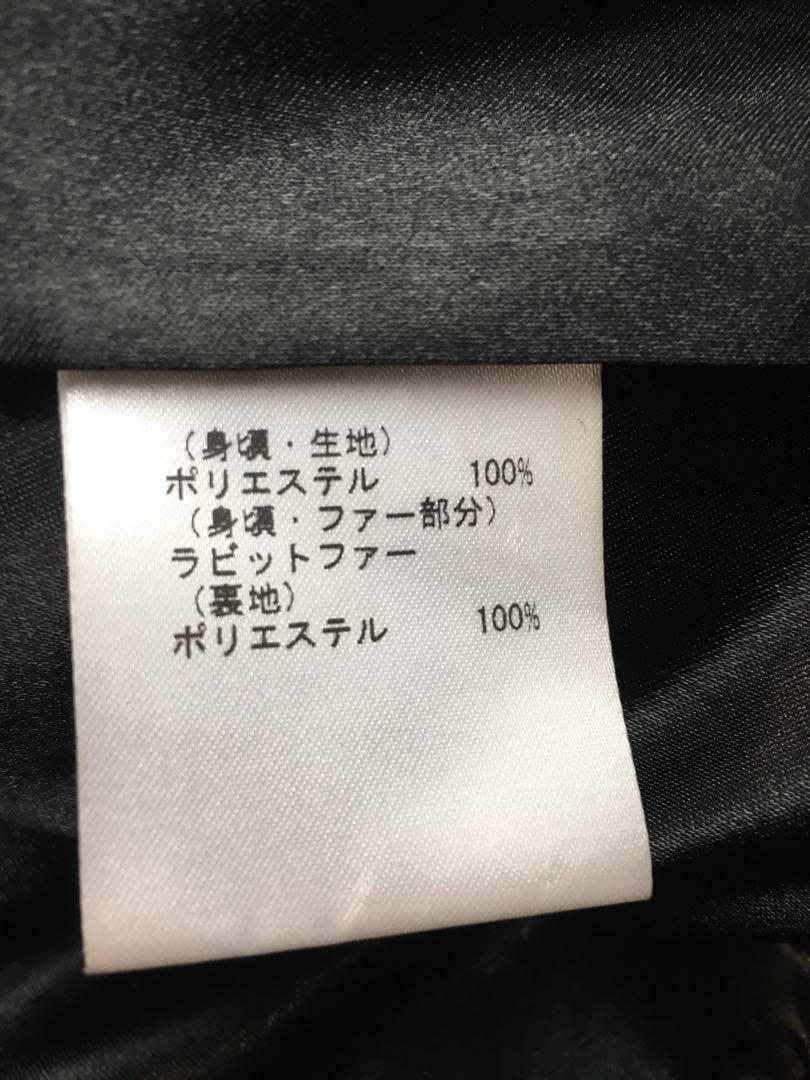 (身頃・生地)
ポリエステル 100%
(身頃・ファー部分)
ラビットファー
(裏地)
ポリエステル 100%